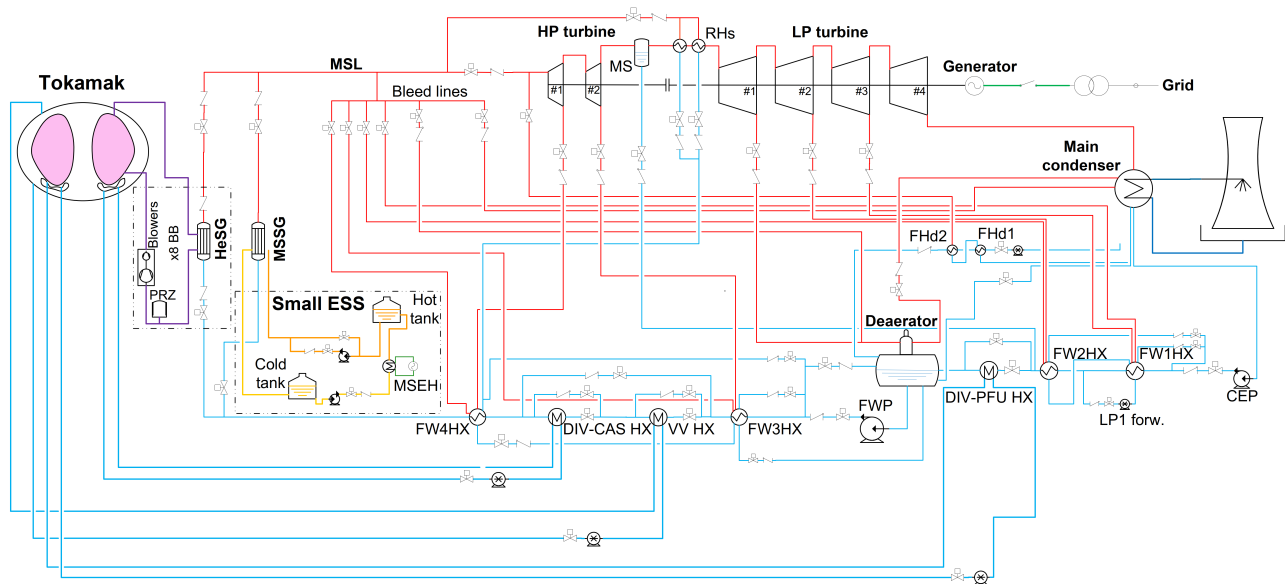 HP turbine
RHs
LP turbine
MSL
MS
Generator
Tokamak
#1
#2
#1
#2
#3
#4
Grid
Bleed lines
Main
condenser
Blowers
x8 BB
HeSG
MSSG
FHd2
FHd1
PRZ
Small ESS
Hot
tank
Deaerator
Cold
tank
MSEH
FW2HX
FW1HX
DIV-PFU HX
CEP
FWP
LP1 forw.
FW4HX
DIV-CAS HX
VV HX
FW3HX